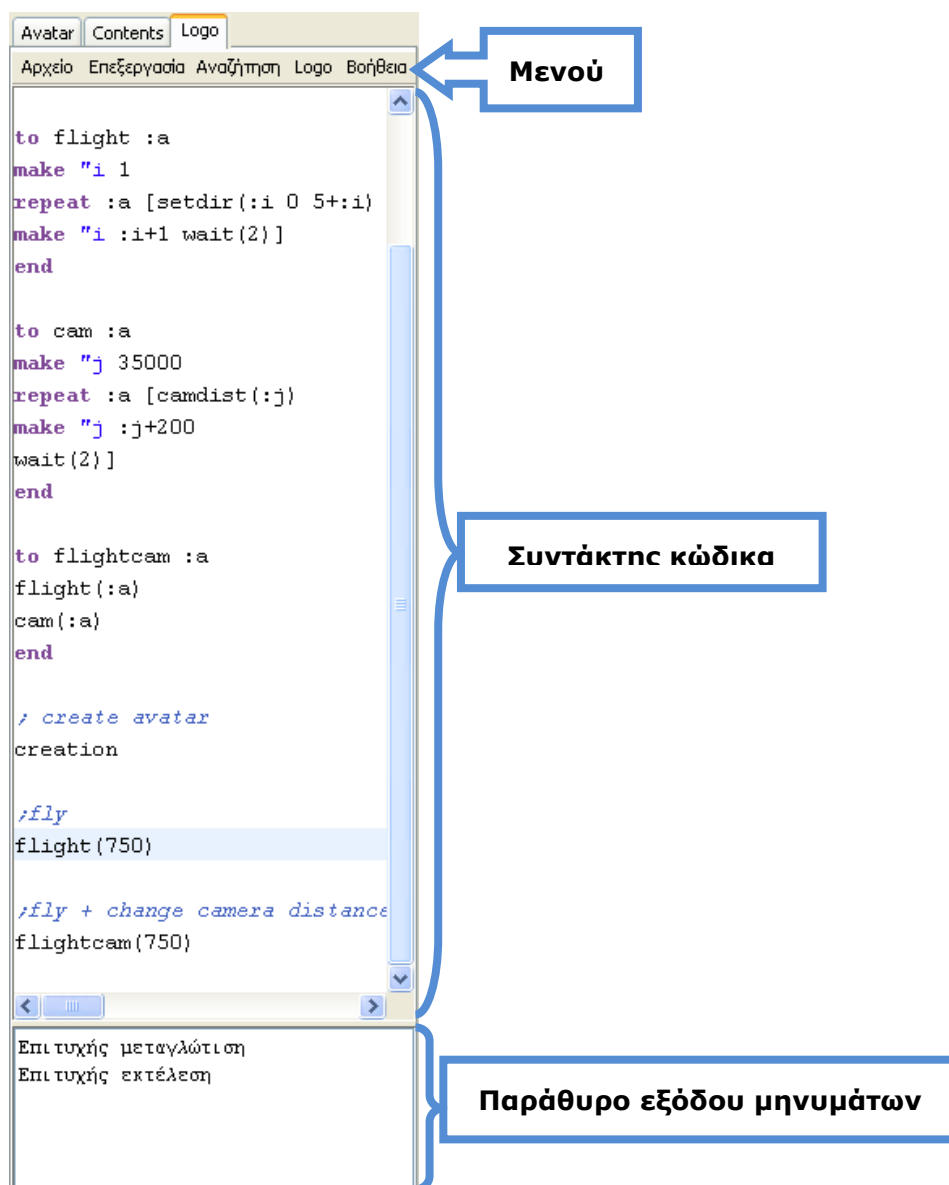 Avatar Contents Logo
Αρχείο Επεξεργασία Αναζήτηση Logo Βοήθεια
Μενού
to flight :a
make "i 1
repeat :a [setdir(:i 0 5+:i)
make "i :i+1 wait(2)]
end
to cam :a
make "j 35000
repeat :a [camdist(:j)
make "j :j+200
wait(2)]
end
to flightcam :a
flight(:a)
cam(:a)
end
; create avatar
creation
;fly
flight(750)
;fly + change camera distance
flightcam(750)
Συντάκτης κώδικα
Επιτυχής μεταγλώτιση
Επιτυχής εκτέλεση
Παράθυρο εξόδου μηνυμάτων